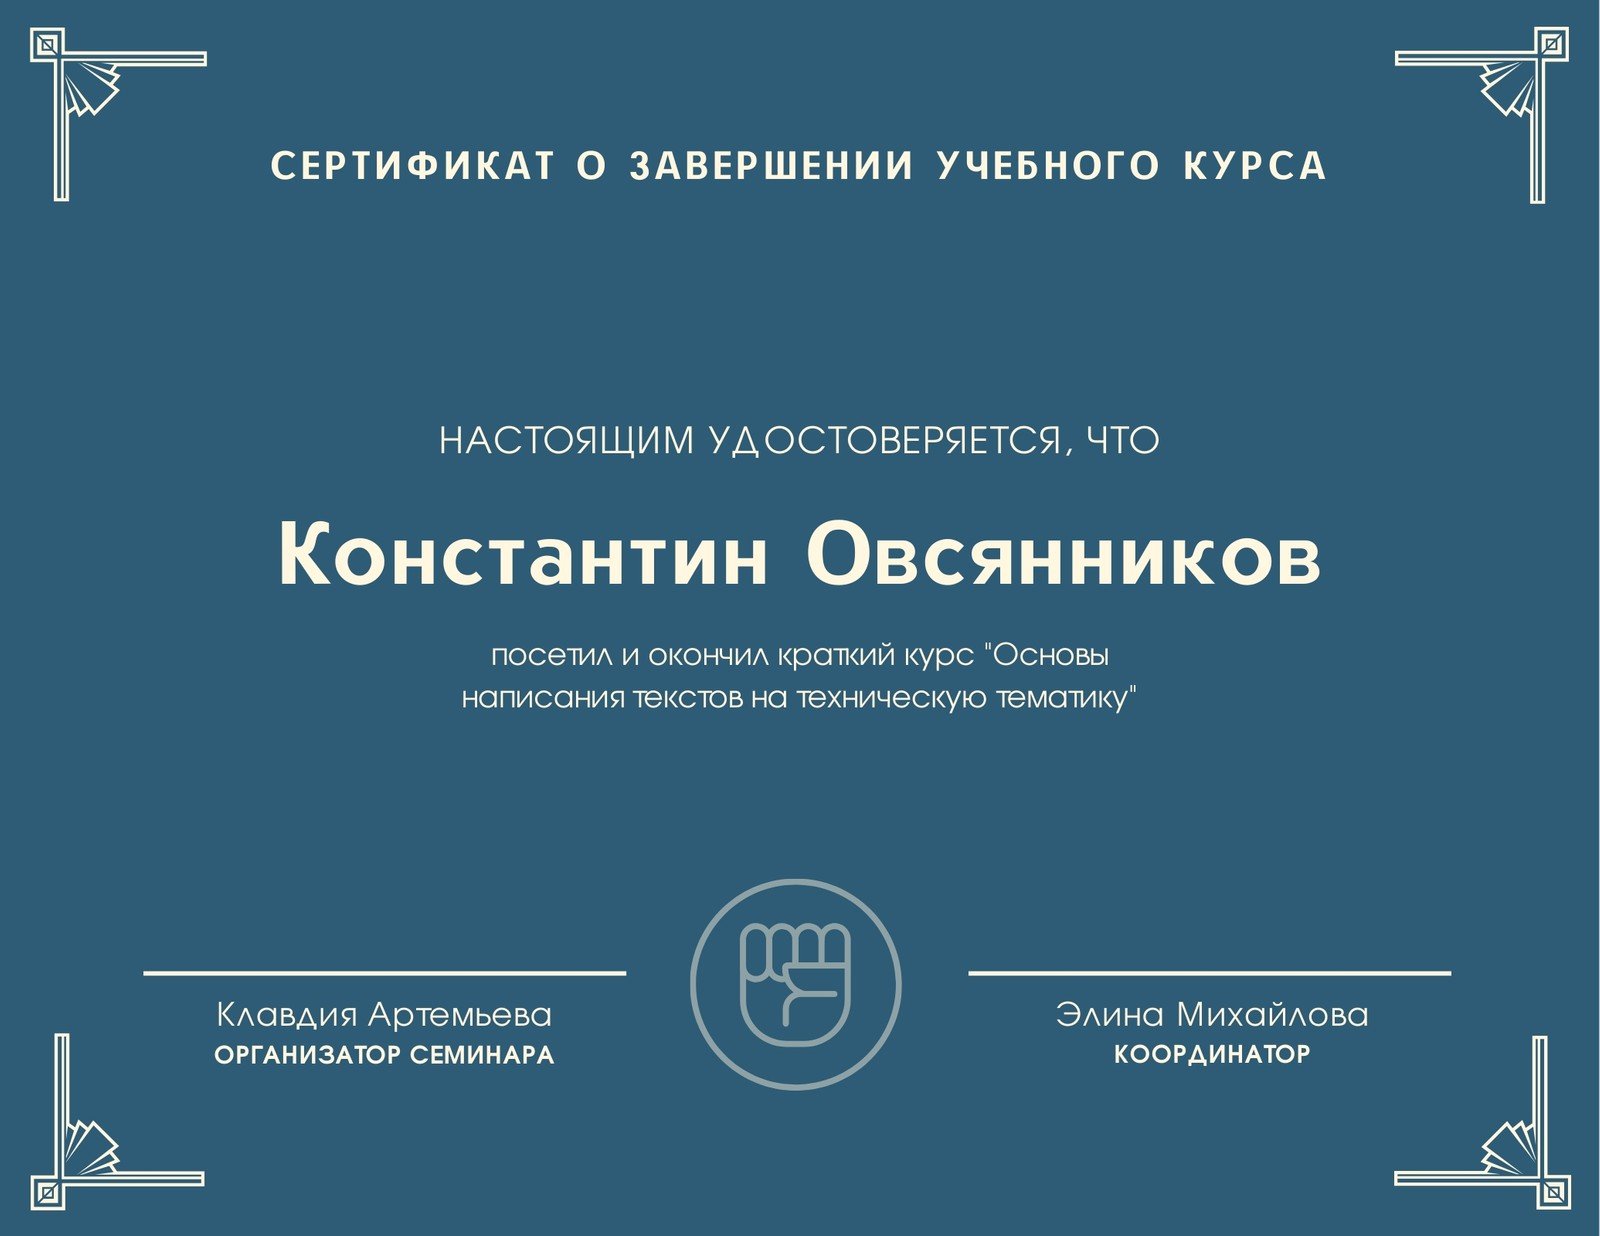 СЕРТИФИКАТ О ЗАВЕРШЕНИИ УЧЕБНОГО КУРСА
НАСТОЯЩИМ УДОСТОВЕРЯЕТСЯ, ЧТО
Константин Овсянников
посетил и окончил краткий курс "Основы
написания текстов на техническую тематику"
Клавдия Артемьева
ОРГАНИЗАТОР СЕМИНАРА
Элина Михайлова
КООРДИНАТОР